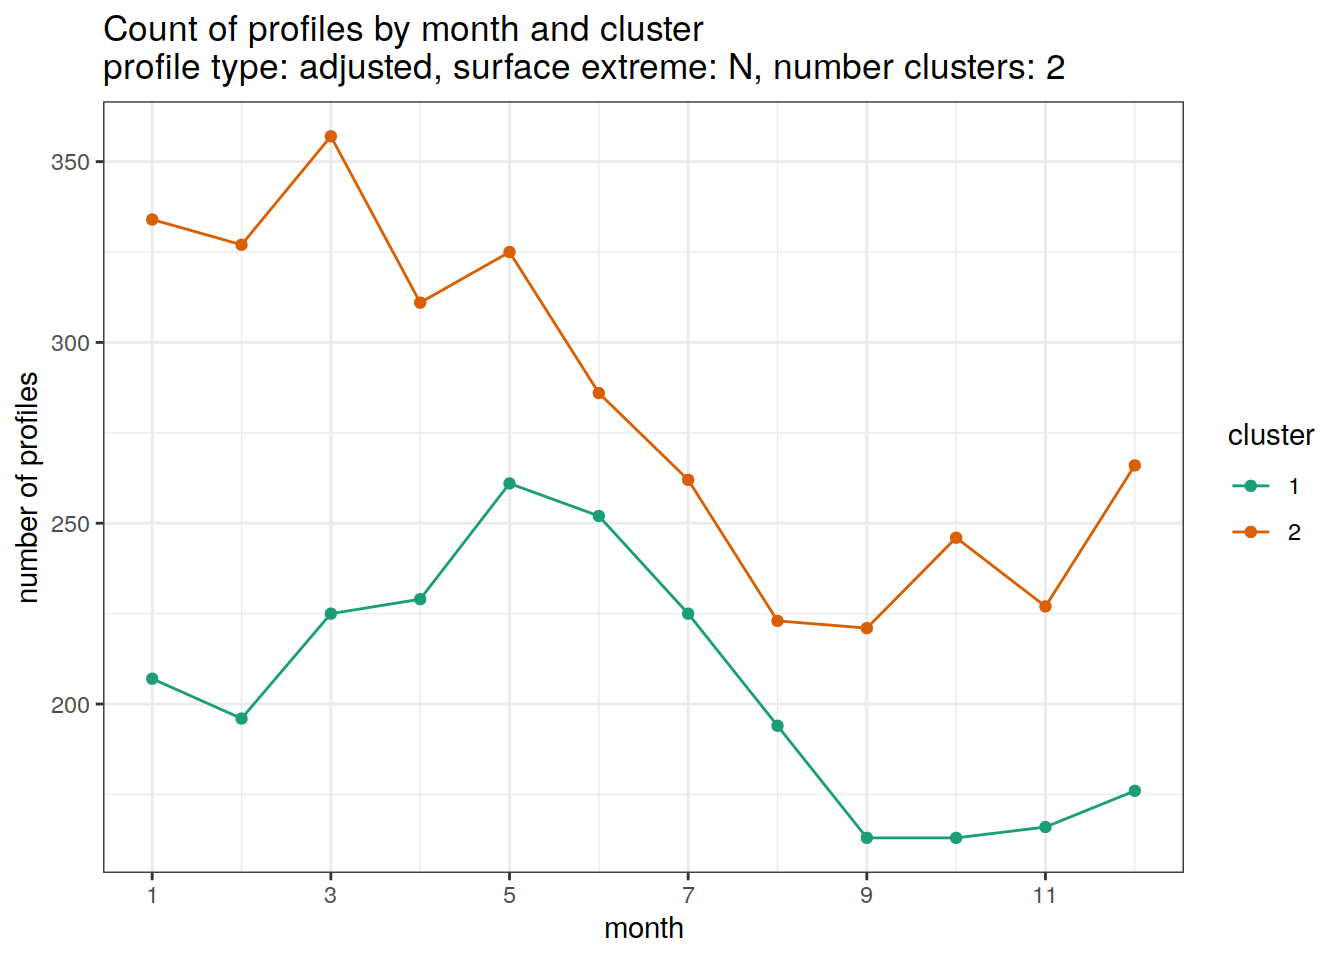 Count of profiles by month and cluster
profile type: adjusted, surface extreme: N, number clusters: 2
number of profiles
350
300
250
200
1
3
5
7
9
11
month
cluster
1
2